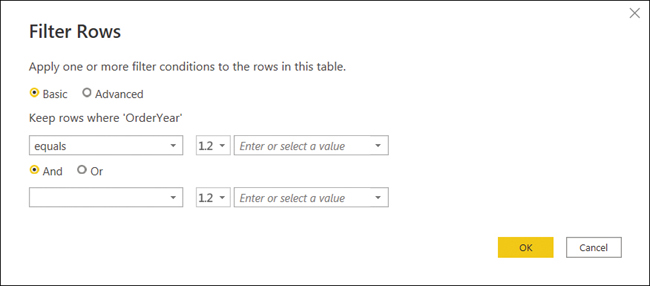 Filter Rows
Apply one or more filter conditions to the rows in this table.
Basic Advanced
Keep rows where 'OrderYear'
equals 1.2 Enter or select a value
And Or
1.2 Enter or select a value
OK Cancel